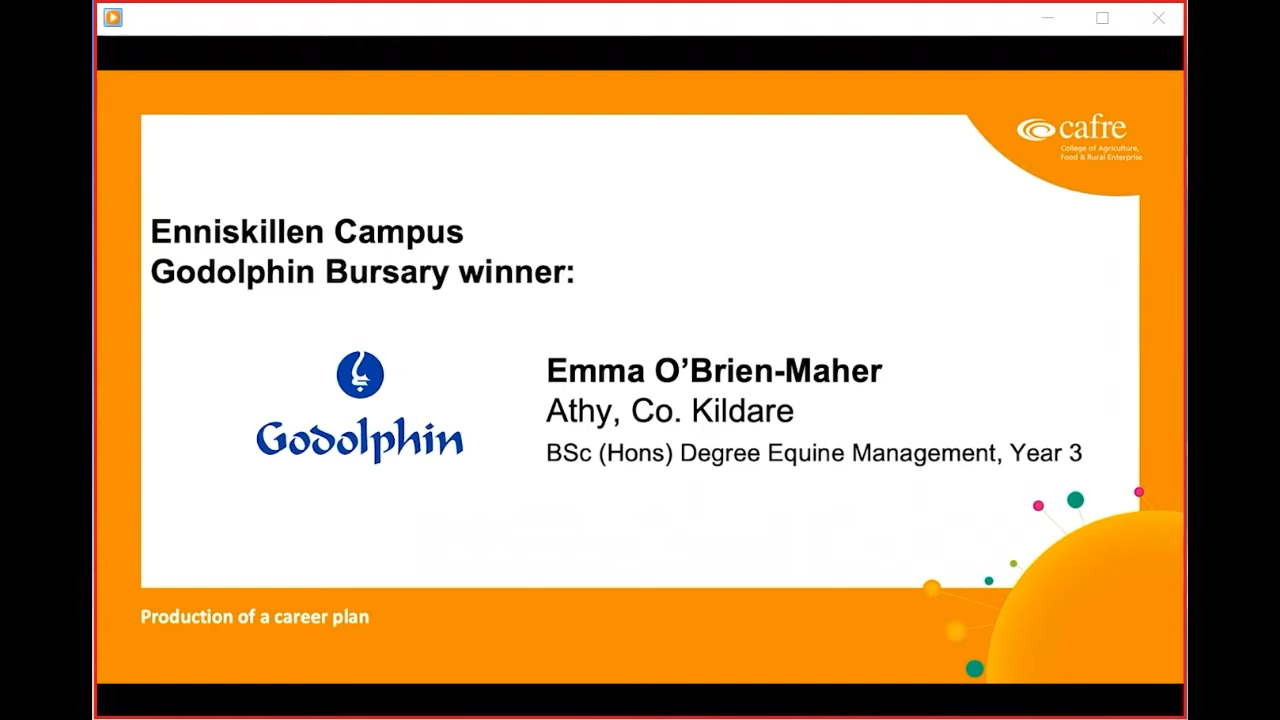 cafre
College of Agriculture,
Food & Rural Enterprise
Enniskillen Campus
Godolphin Bursary winner:
Godolphin
Emma O’Brien-Maher
Athy, Co. Kildare
BSc (Hons) Degree Equine Management, Year 3
Production of a career plan